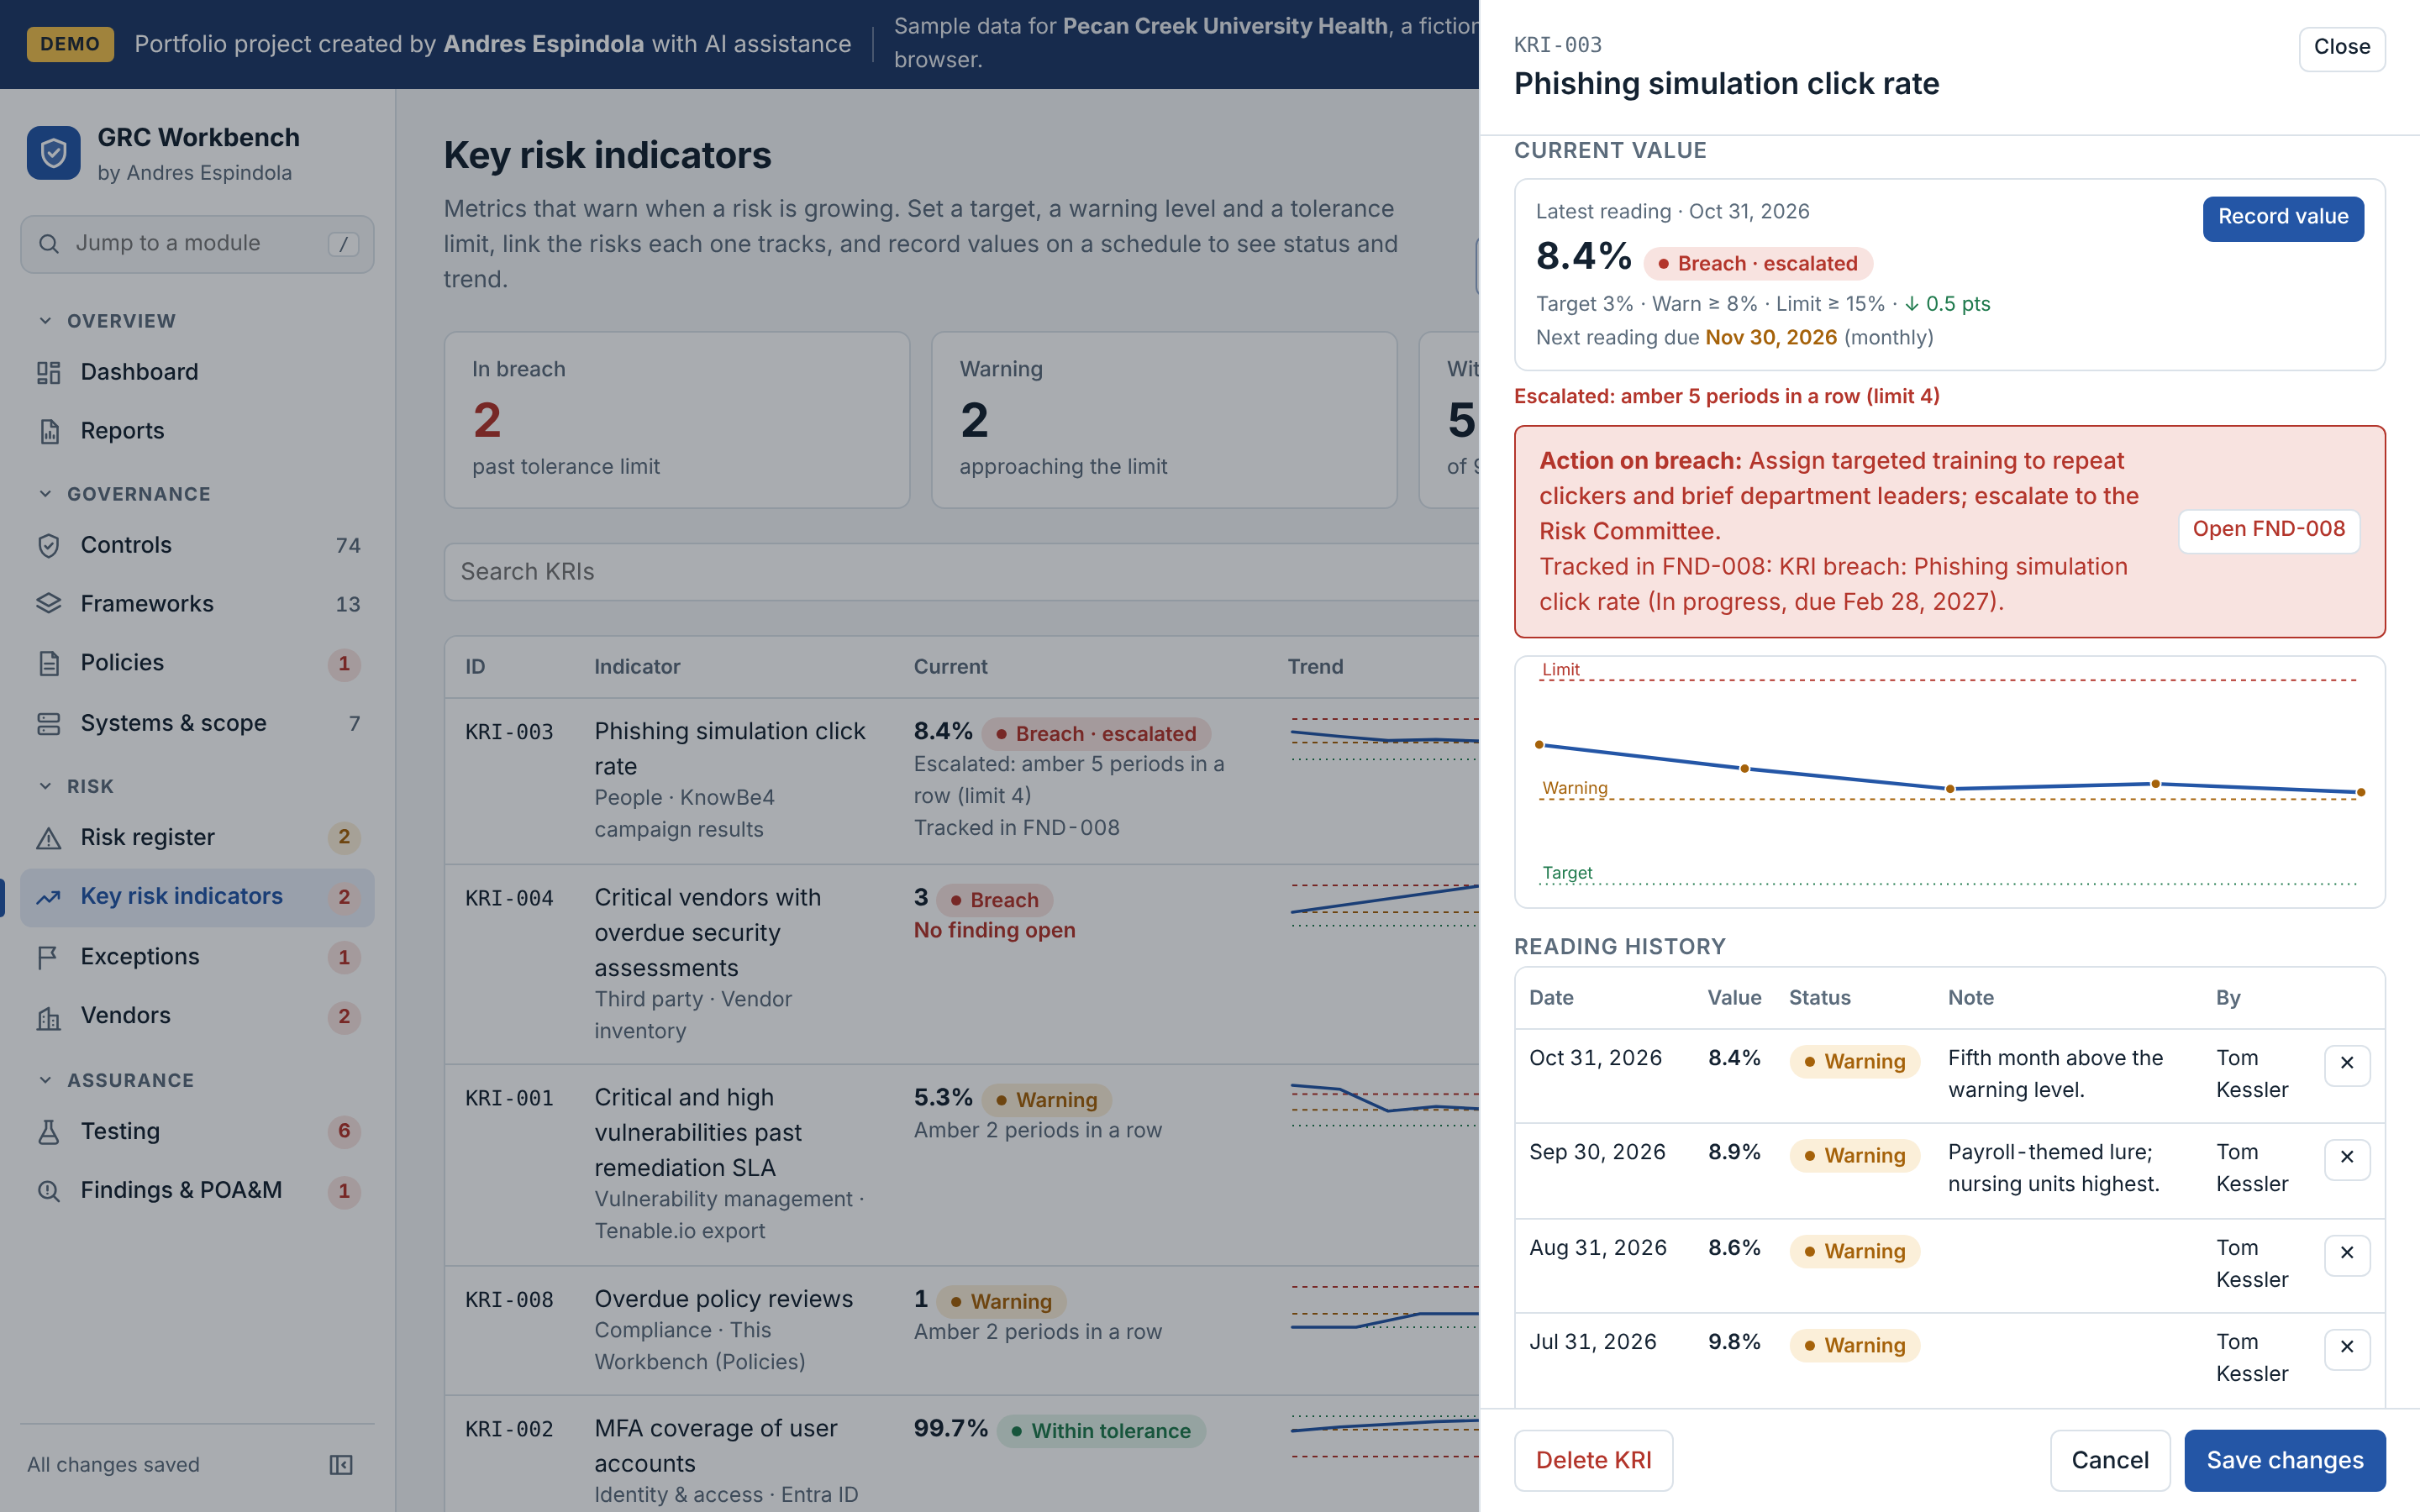 DEMO
Portfolio project created by Andres Espindola with AI assistance
Sample data for Pecan Creek University Health, a
browser.
GRC Workbench
by Andres Espindola
Jump to a module
/
OVERVIEW
Dashboard
Reports
GOVERNANCE
Controls 74
Frameworks 13
Policies 1
Systems & scope 7
RISK
Risk register 2
Key risk indicators 2
Exceptions 1
Vendors 2
ASSURANCE
Testing 6
Findings & POA&M 1
All changes saved
Key risk indicators
Metrics that warn when a risk is growing. Set a target, a warning level and a tolerance
limit, link the risks each one tracks, and record values on a schedule to see status and
trend.
In breach
2
past tolerance limit
Warning
2
approaching the limit
5
of
Search KRIs
ID Indicator Current Trend
KRI-003
Phishing simulation click
rate
People · KnowBe4
campaign results
8.4% Breach · escalated
Escalated: amber 5 periods in a
row (limit 4)
Tracked in FND-008
KRI-004
Critical vendors with
overdue security
assessments
Third party · Vendor
inventory
3 Breach
No finding open
KRI-001
Critical and high
vulnerabilities past
remediation SLA
Vulnerability management ·
Tenable.io export
5.3% Warning
Amber 2 periods in a row
KRI-008
Overdue policy reviews
Compliance · This
Workbench (Policies)
1 Warning
Amber 2 periods in a row
KRI-002
MFA coverage of user
accounts
Identity & access · Entra ID
99.7% Within tolerance
KRI-003
Phishing simulation click rate
Close
CURRENT VALUE
Latest reading · Oct 31, 2026
8.4% Breach · escalated
Record value
Target 3% · Warn ≥ 8% · Limit ≥ 15% · ↓ 0.5 pts
Next reading due Nov 30, 2026 (monthly)
Escalated: amber 5 periods in a row (limit 4)
Action on breach: Assign targeted training to repeat
clickers and brief department leaders; escalate to the
Risk Committee.
Tracked in FND-008: KRI breach: Phishing simulation
click rate (In progress, due Feb 28, 2027).
Open FND-008
Limit
Warning
Target
READING HISTORY
Date Value Status Note By
Oct 31, 2026 8.4% Warning Fifth month above the Tom
warning level. Kessler
Sep 30, 2026 8.9% Warning Payroll-themed lure; Tom
nursing units highest. Kessler
Aug 31, 2026 8.6% Warning Tom
Kessler
Jul 31, 2026 9.8% Warning Tom
Kessler
Delete KRI
Cancel
Save changes